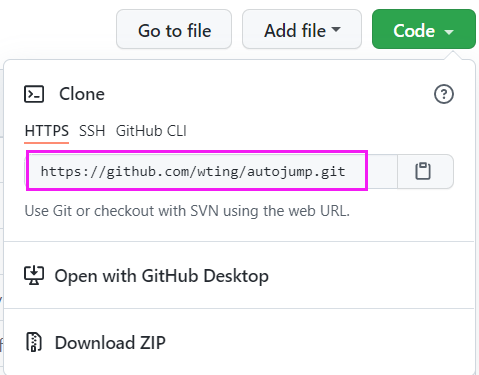 Go to file Add file Code
Clone
HTTPS SSH GitHub CLI
https://github.com/wting/autojump.git
Use Git or checkout with SVN using the web URL.
Open with GitHub Desktop
Download ZIP